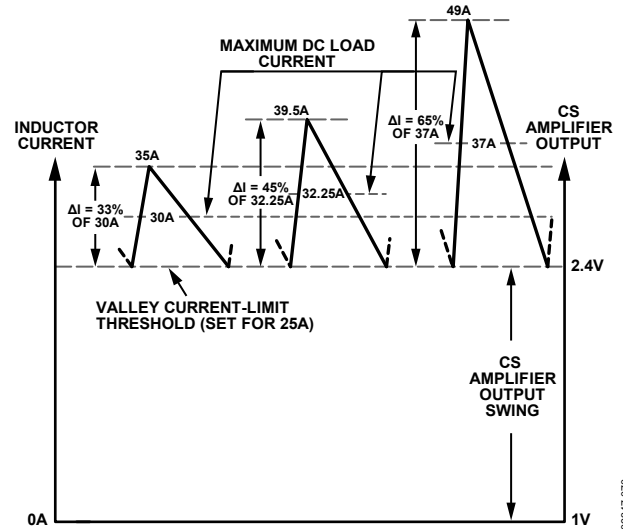 49A
MAXIMUM DC LOAD
CURRENT
39.5A
INDUCTOR
CURRENT
ΔI = 65%
OF 37A
CS
AMPLIFIER
OUTPUT
35A
37A
ΔI = 45%
OF 32.25A
32.25A
ΔI = 33%
OF 30A
30A
2.4V
VALLEY CURRENT-LIMIT
THRESHOLD (SET FOR 25A)
CS
AMPLIFIER
OUTPUT
SWING
0A
1V